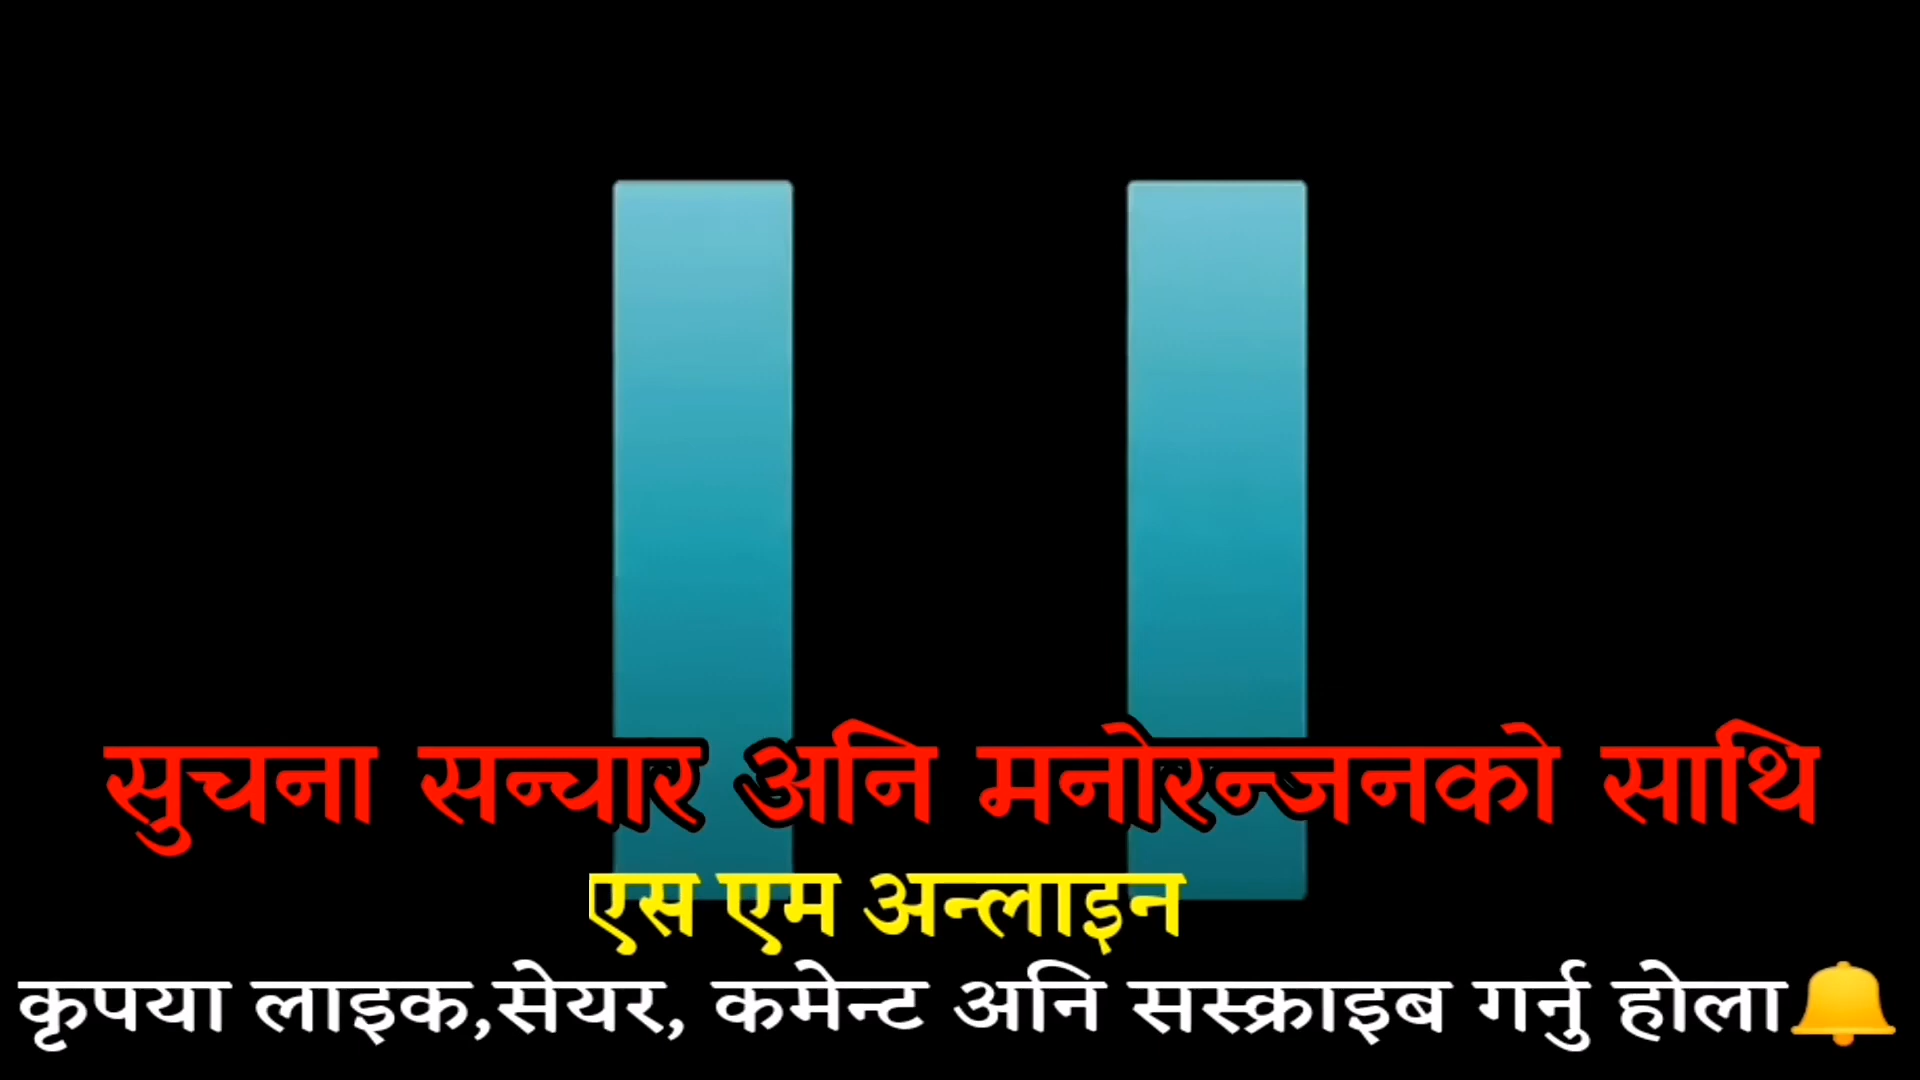 सुचना सन्चार अनि मनोरन्जनको साथि
एस एम अन्लाइन
कृपया लाइक,सेयर, कमेन्ट अनि सस्क्राइब गर्नु होला🔔